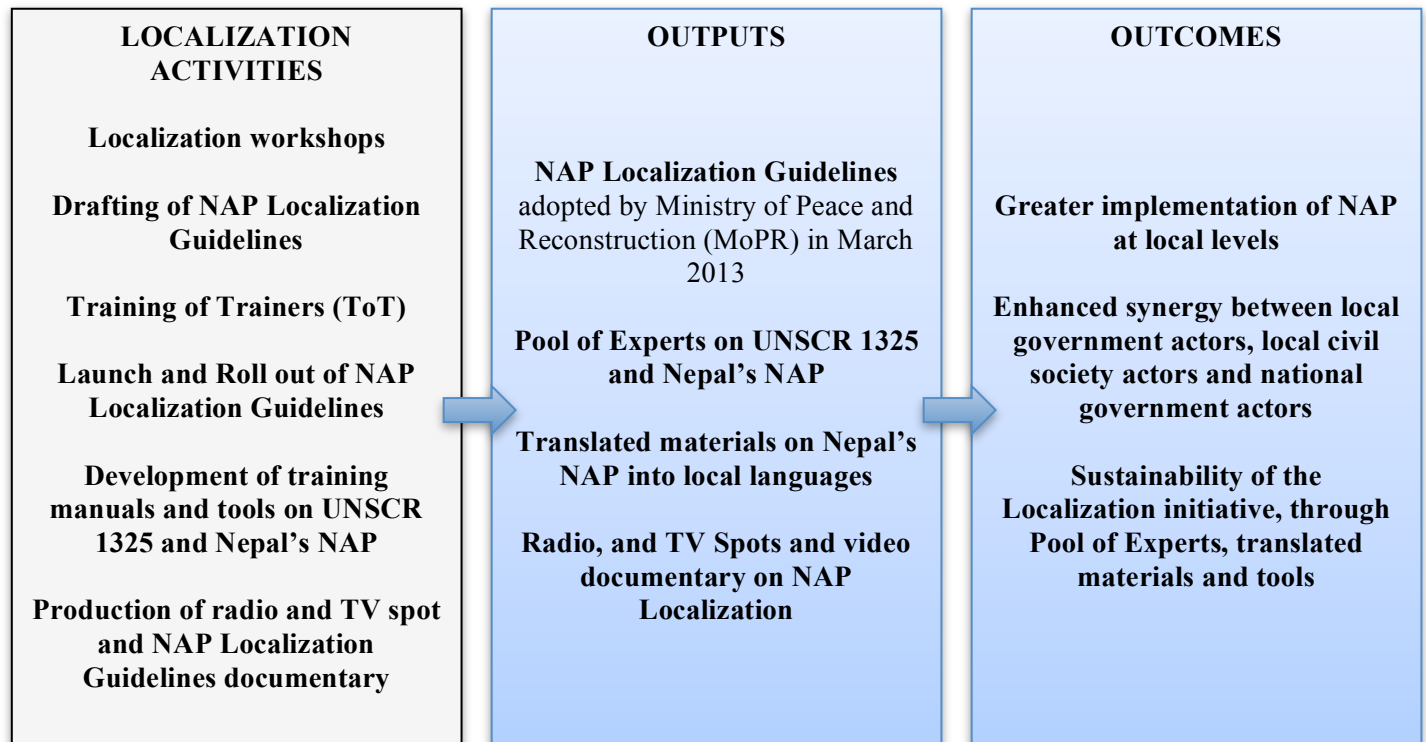 LOCALIZATION
ACTIVITIES
Localization workshops
Drafting of NAP Localization
Guidelines
Training of Trainers (ToT)
Launch and Roll out of NAP
Localization Guidelines
Development of training
manuals and tools on UNSCR
1325 and Nepal’s NAP
Production of radio and TV spot
and NAP Localization
Guidelines documentary
OUTPUTS
NAP Localization Guidelines
adopted by Ministry of Peace and
Reconstruction (MoPR) in March
2013
Pool of Experts on UNSCR 1325
and Nepal’s NAP
Translated materials on Nepal’s
NAP into local languages
Radio, and TV Spots and video
documentary on NAP
Localization
OUTCOMES
Greater implementation of NAP
at local levels
Enhanced synergy between local
government actors, local civil
society actors and national
government actors
Sustainability of the
Localization initiative, through
Pool of Experts, translated
materials and tools